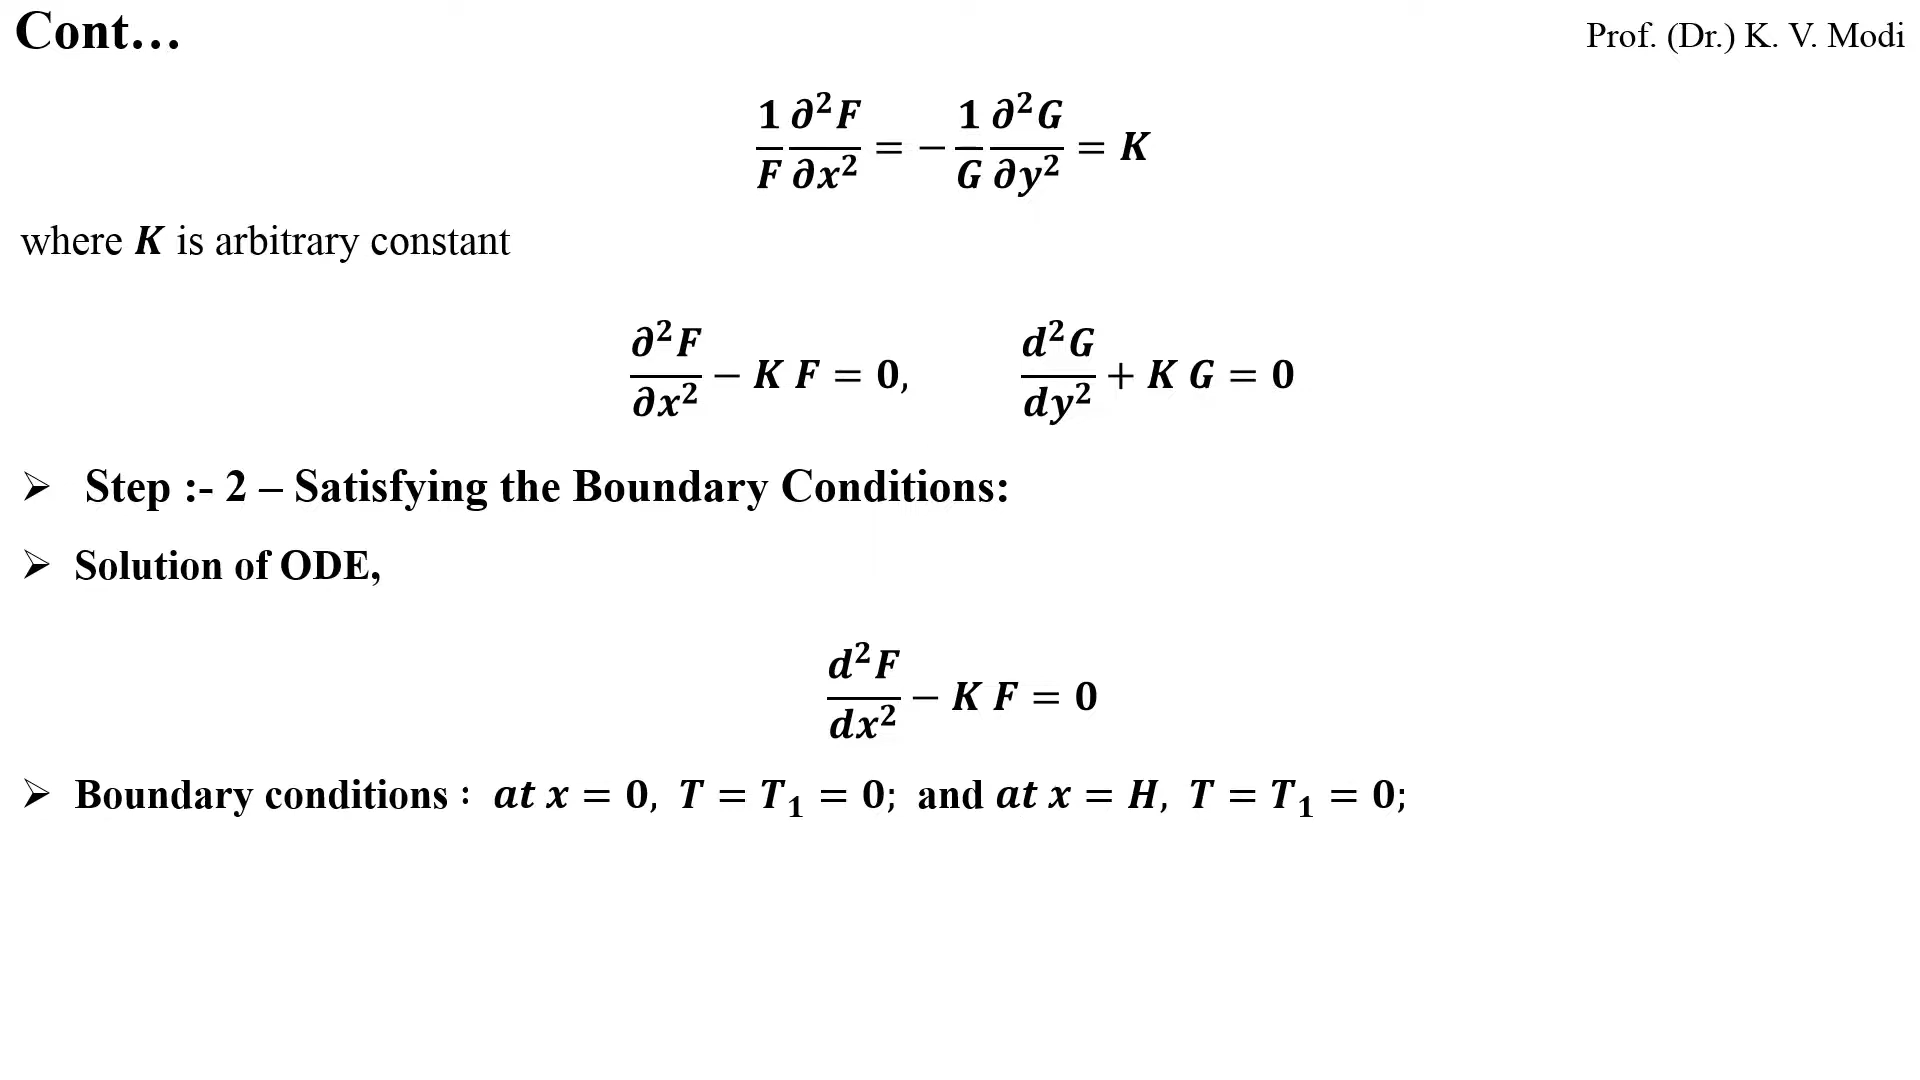 Cont…
Prof. (Dr.) K. V. Modi
1/F ∂²F/∂x² = − 1/G ∂²G/∂y² = K
where K is arbitrary constant
∂²F/∂x² − K F = 0, d²G/dy² + K G = 0
➢ Step :- 2 – Satisfying the Boundary Conditions:
➢ Solution of ODE,
d²F/dx² − K F = 0
➢ Boundary conditions : at x = 0, T = T₁ = 0; and at x = H, T = T₁ = 0;